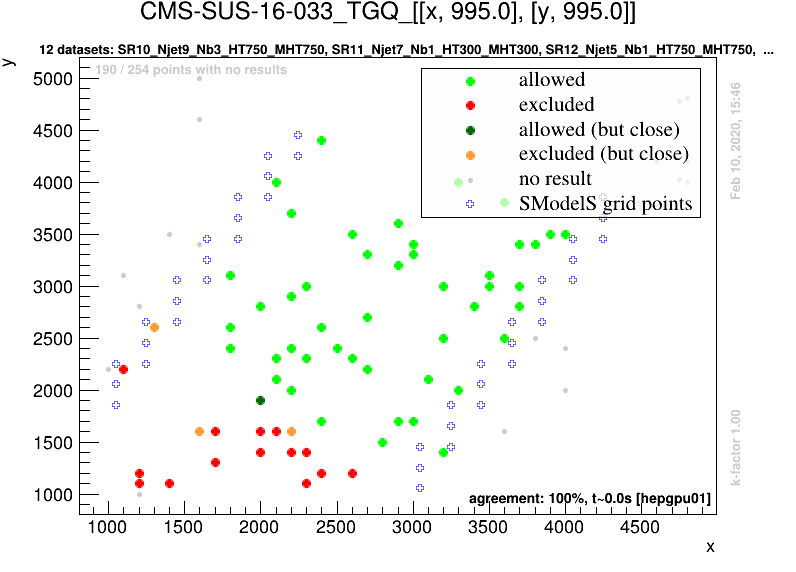 CMS-SUS-16-033_TGQ_[[x, 995.0], [y, 995.0]]
12 datasets: SR10_Njet9_Nb3_HT750_MHT750, SR11_Njet7_Nb1_HT300_MHT300, SR12_Njet5_Nb1_HT750_MHT750, ...
y
190 / 254 points with no results
allowed
excluded
allowed (but close)
excluded (but close)
no result
SModelS grid points
5000
4500
4000
3500
3000
2500
2000
1500
1000
Feb 10, 2020, 15:46
k-factor 1.00
agreement: 100%, t~0.0s [hepgpu01]
1000 1500 2000 2500 3000 3500 4000 4500
x